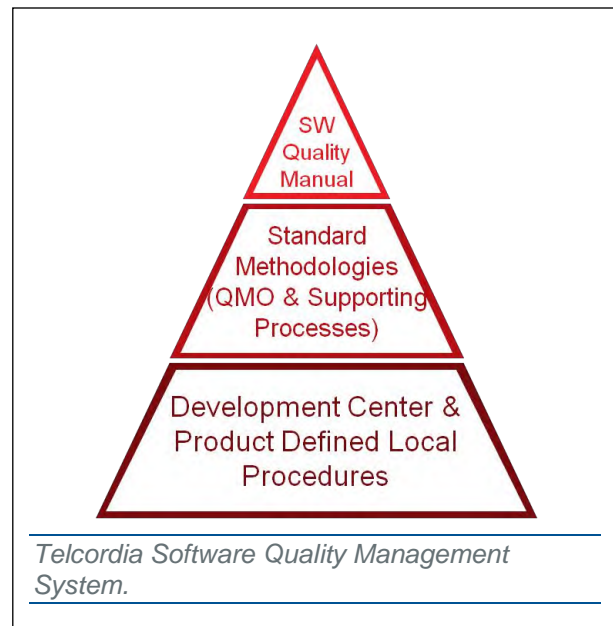 SW
Quality
Manual
Standard
Methodologies
(QMO & Supporting
Processes)
Development Center &
Product Defined Local
Procedures
Telcordia Software Quality Management
System.